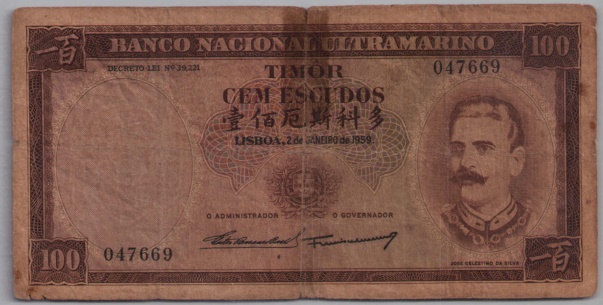 一百 BANCO NACIONAL ULTRAMARINO 100
DECRETO-LEI Nº 39.221 TIMÓR 047669
CEM ESCUDOS
壹佰厄斯科多
LISBOA, 2 de JANEIRO de 1959
O ADMINISTRADOR O GOVERNADOR
100 047669 一百
JOSÉ CELESTINO DA SILVA